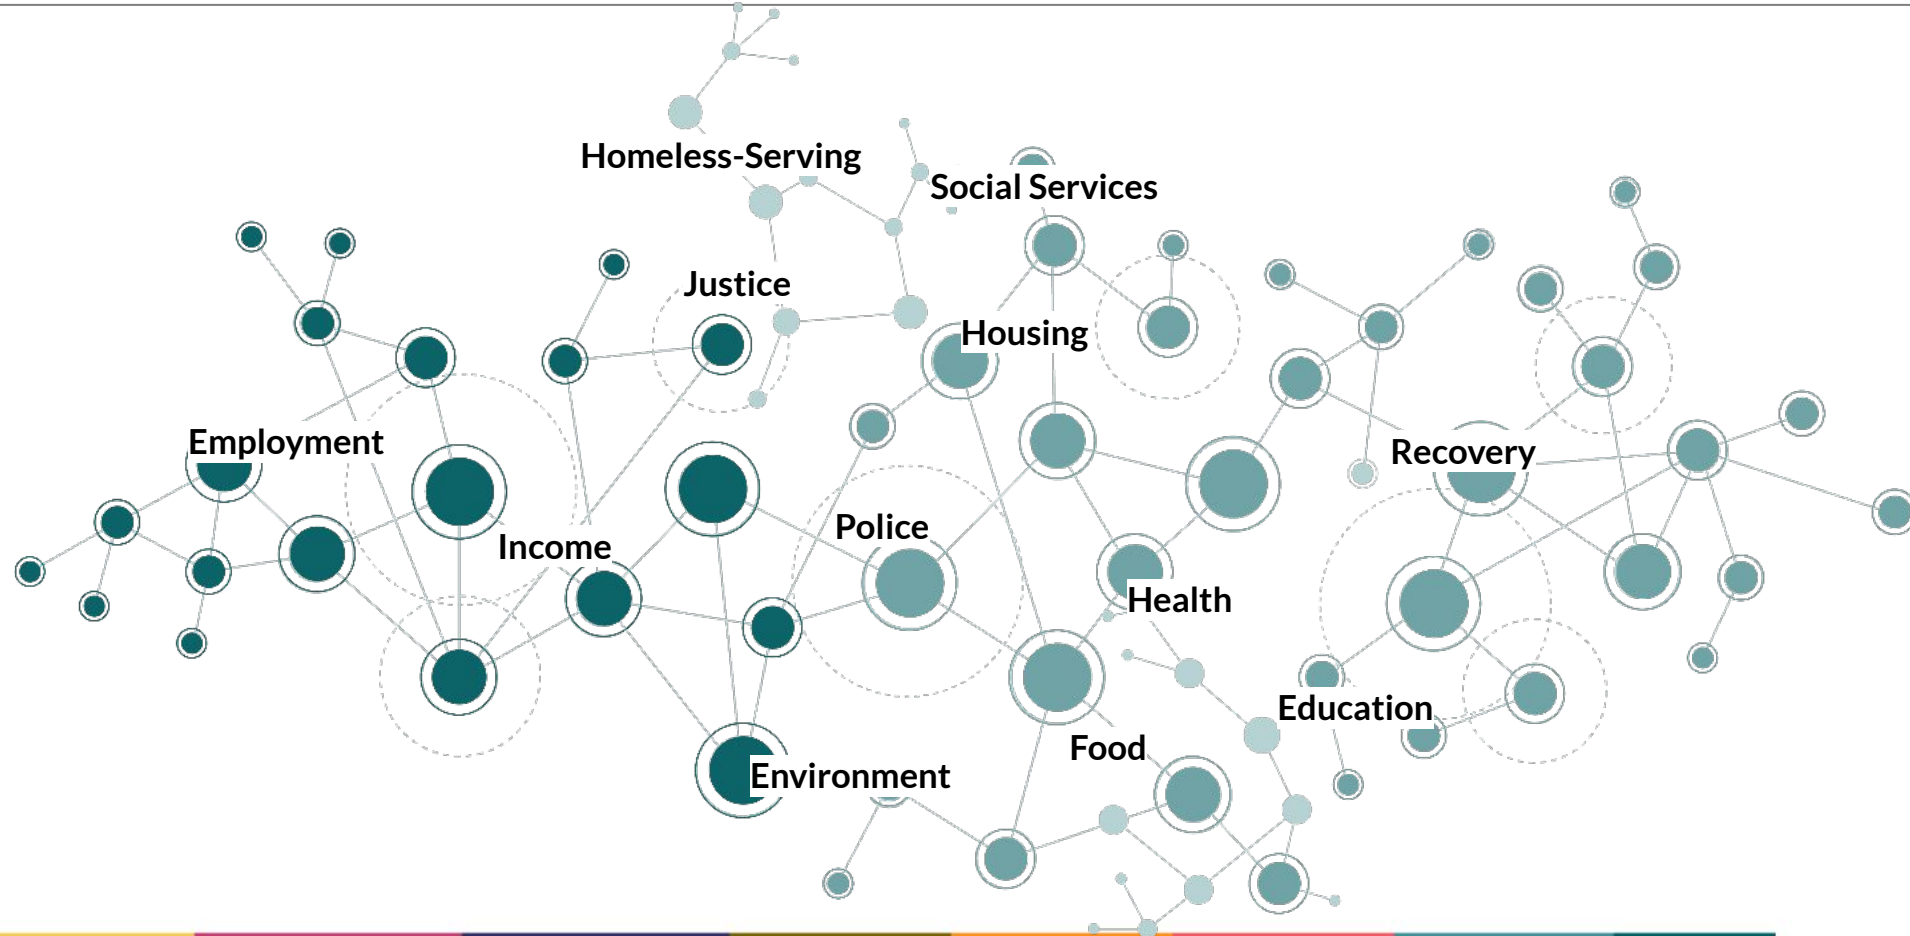 Homeless-Serving
Social Services
Justice
Housing
Employment
Recovery
Police
Income
Health
Education
Food
Environment